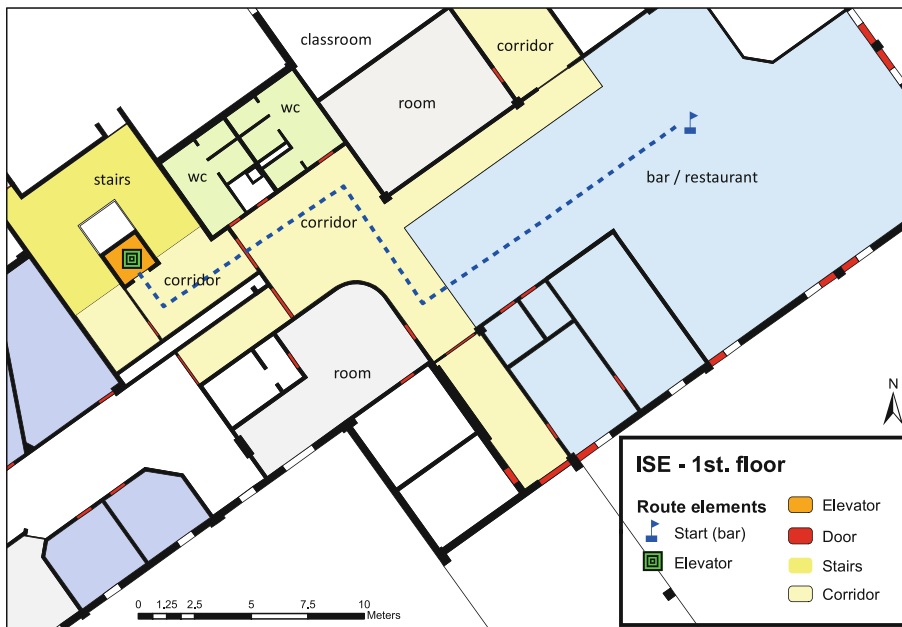 classroom
corridor
room
wc
wc
stairs
bar / restaurant
corridor
corridor
room
N
ISE - 1st. floor
Route elements
Start (bar)
Elevator
Elevator
Door
Stairs
Corridor
0 1.25 2.5 5 7.5 10
Meters